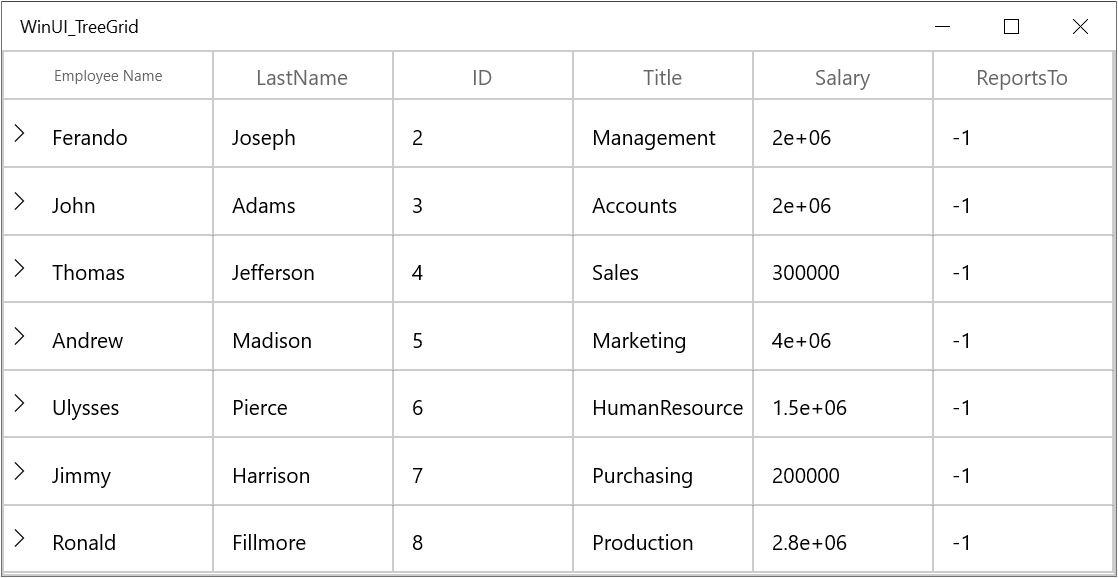 WinUI_TreeGrid
Employee Name LastName ID Title Salary ReportsTo
Ferando Joseph 2 Management 2e+06 -1
John Adams 3 Accounts 2e+06 -1
Thomas Jefferson 4 Sales 300000 -1
Andrew Madison 5 Marketing 4e+06 -1
Ulysses Pierce 6 HumanResource 1.5e+06 -1
Jimmy Harrison 7 Purchasing 200000 -1
Ronald Fillmore 8 Production 2.8e+06 -1